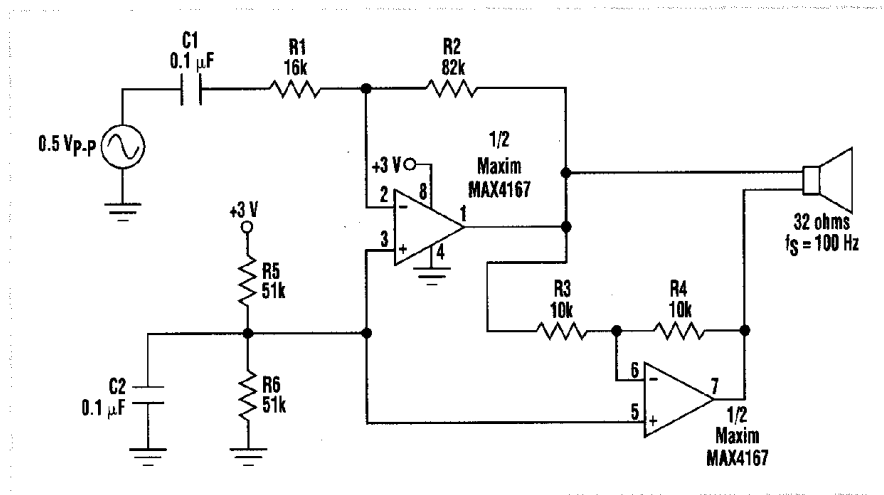 C1
0.1 µF
R1
16k
R2
82k
0.5 Vp-p
+3 V
1/2
Maxim
MAX4167
2
8
1
3
4
–
+
32 ohms
fS = 100 Hz
+3 V
R5
51k
R3
10k
R4
10k
C2
0.1 µF
R6
51k
6
7
5
–
+
1/2
Maxim
MAX4167